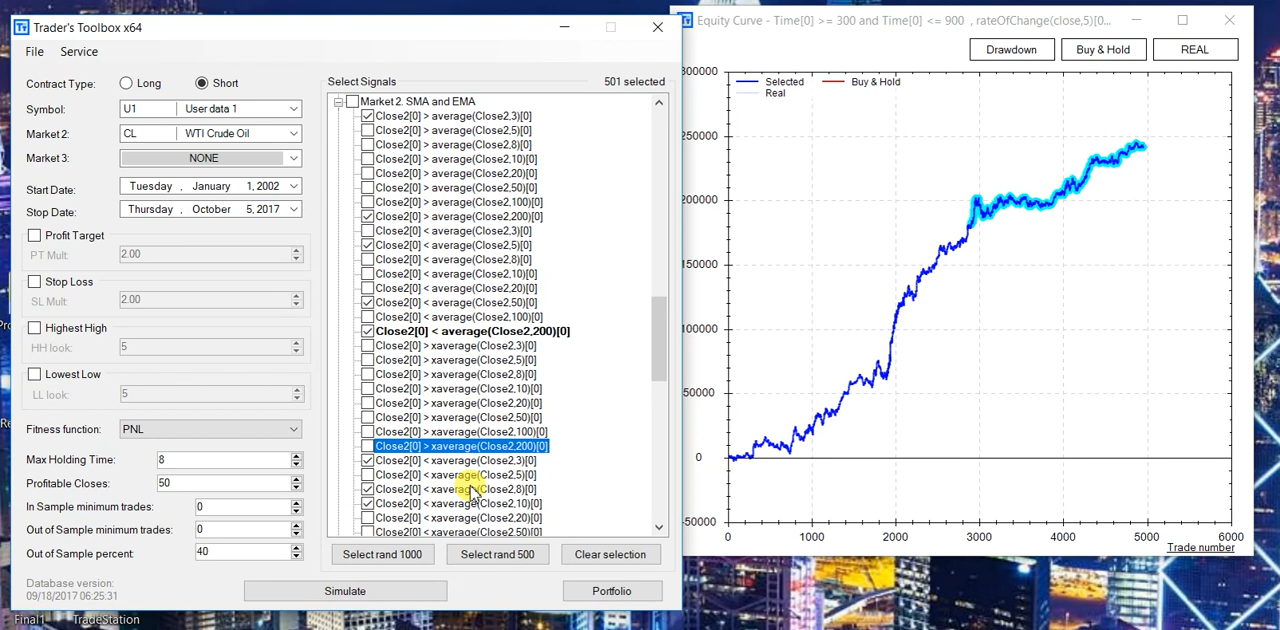 Trader's Toolbox x64
File Service
Contract Type: Long Short
Symbol: U1 User data 1
Market 2: CL WTI Crude Oil
Market 3: NONE
Start Date: Tuesday , January 1, 2002
Stop Date: Thursday , October 5, 2017
Profit Target
PT Mult: 2.00
Stop Loss
SL Mult: 2.00
Highest High
HH look: 5
Lowest Low
LL look: 5
Fitness function: PNL
Max Holding Time: 8
Profitable Closes: 50
In Sample minimum trades: 0
Out of Sample minimum trades: 0
Out of Sample percent: 40
Database version:
09/18/2017 06:25:31
Simulate
Select Signals 501 selected
Market 2. SMA and EMA
Close2[0] > average(Close2,3)[0]
Close2[0] > average(Close2,5)[0]
Close2[0] > average(Close2,8)[0]
Close2[0] > average(Close2,10)[0]
Close2[0] > average(Close2,20)[0]
Close2[0] > average(Close2,50)[0]
Close2[0] > average(Close2,100)[0]
Close2[0] > average(Close2,200)[0]
Close2[0] < average(Close2,3)[0]
Close2[0] < average(Close2,5)[0]
Close2[0] < average(Close2,8)[0]
Close2[0] < average(Close2,10)[0]
Close2[0] < average(Close2,20)[0]
Close2[0] < average(Close2,50)[0]
Close2[0] < average(Close2,100)[0]
Close2[0] < average(Close2,200)[0]
Close2[0] > xaverage(Close2,3)[0]
Close2[0] > xaverage(Close2,5)[0]
Close2[0] > xaverage(Close2,8)[0]
Close2[0] > xaverage(Close2,10)[0]
Close2[0] > xaverage(Close2,20)[0]
Close2[0] > xaverage(Close2,50)[0]
Close2[0] > xaverage(Close2,100)[0]
Close2[0] > xaverage(Close2,200)[0]
Close2[0] < xaverage(Close2,3)[0]
Close2[0] < xaverage(Close2,5)[0]
Close2[0] < xaverage(Close2,8)[0]
Close2[0] < xaverage(Close2,10)[0]
Close2[0] < xaverage(Close2,20)[0]
Close2[0] < xaverage(Close2,50)[0]
Select rand 1000 Select rand 500 Clear selection
Portfolio
Equity Curve - Time[0] >= 300 and Time[0] <= 900 , rateOfChange(close,5)[0...
Drawdown Buy & Hold REAL
Selected Buy & Hold
Real
300000
250000
200000
150000
100000
50000
0
-50000
0 1000 2000 3000 4000 5000 6000
Trade number
Final1 TradeStation